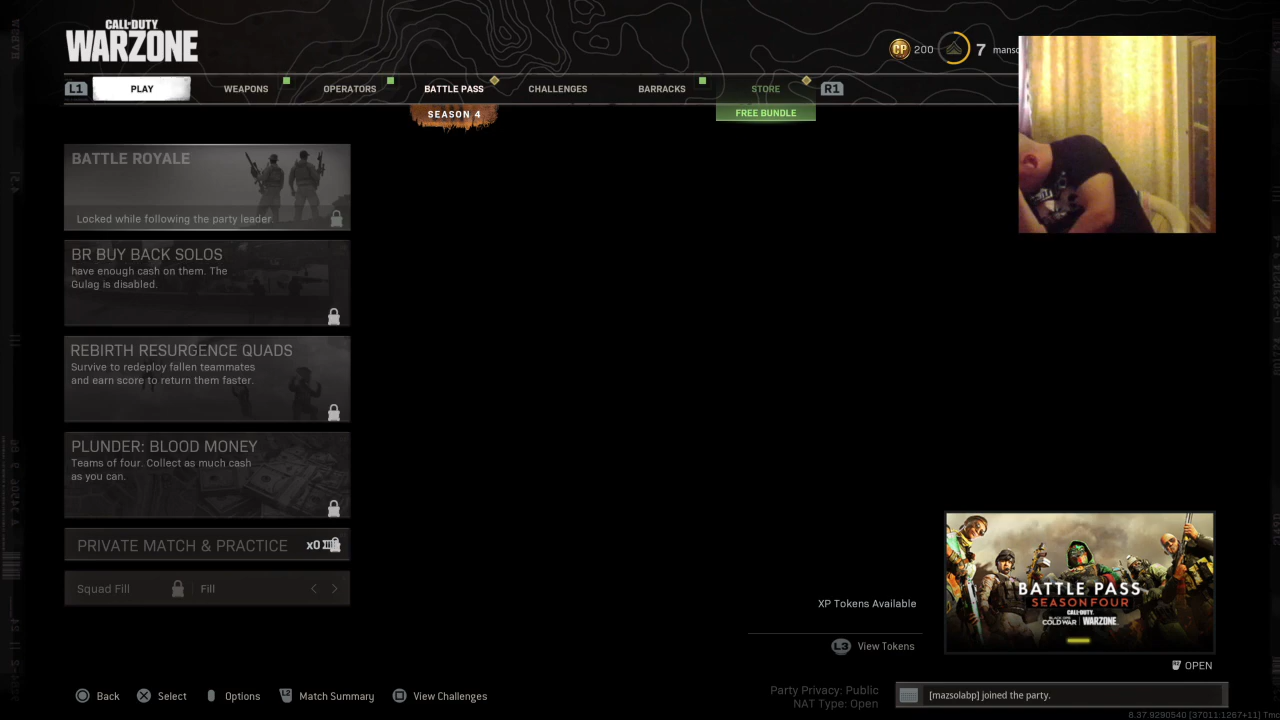 CALL OF DUTY
WARZONE
CP 200
7
L1
PLAY
WEAPONS
OPERATORS
BATTLE PASS
CHALLENGES
BARRACKS
STORE
R1
SEASON 4
FREE BUNDLE
BATTLE ROYALE
Locked while following the party leader.
BR BUY BACK SOLOS
have enough cash on them. The
Gulag is disabled.
REBIRTH RESURGENCE QUADS
Survive to redeploy fallen teammates
and earn score to return them faster.
PLUNDER: BLOOD MONEY
Teams of four. Collect as much cash
as you can.
PRIVATE MATCH & PRACTICE x0
Squad Fill Fill
XP Tokens Available
L3 View Tokens
BATTLE PASS
SEASON FOUR
CALL OF DUTY
BLACK OPS
COLD WAR | WARZONE
OPEN
Back
Select
Options
Match Summary
View Challenges
Party Privacy: Public
NAT Type: Open
[mazsolabp] joined the party.